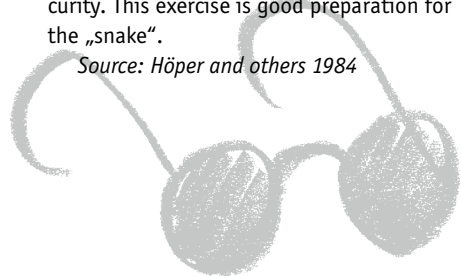 curity. This exercise is good preparation for
the „snake“.
Source: Höper and others 1984